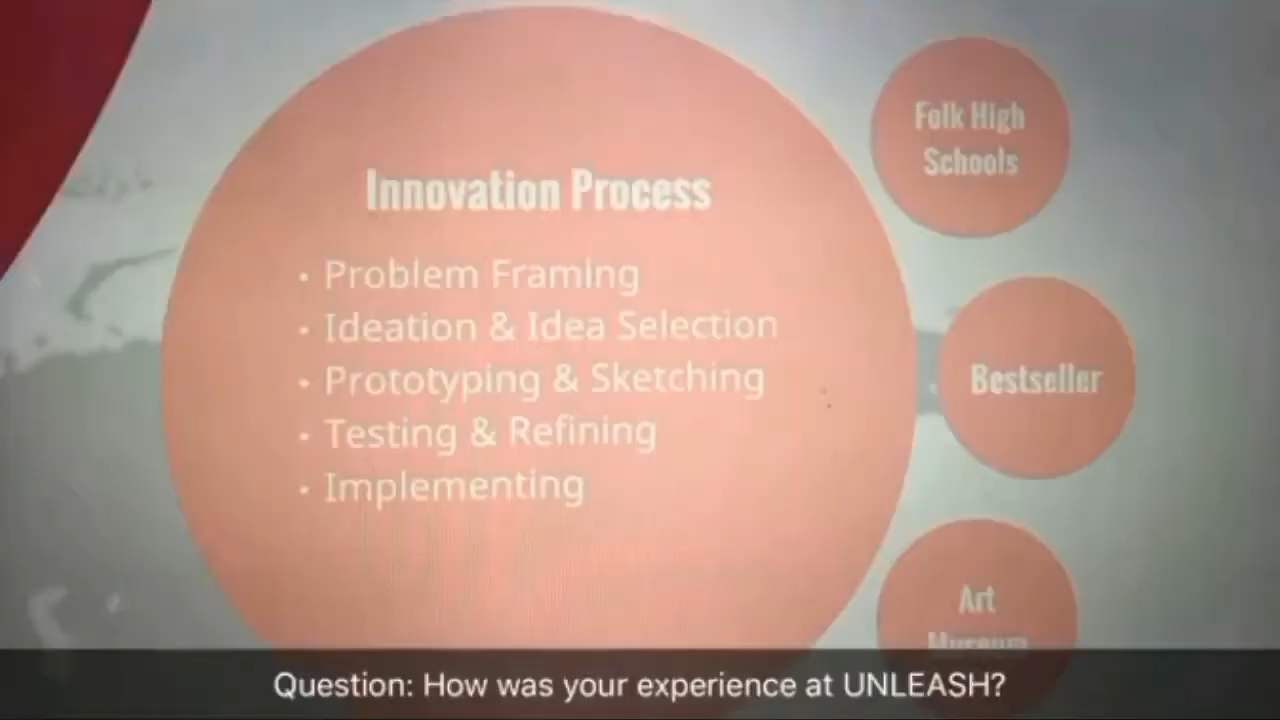 Innovation Process
• Problem Framing
• Ideation & Idea Selection
• Prototyping & Sketching
• Testing & Refining
• Implementing
Folk High
Schools
Bestseller
Art
Museum
Question: How was your experience at UNLEASH?